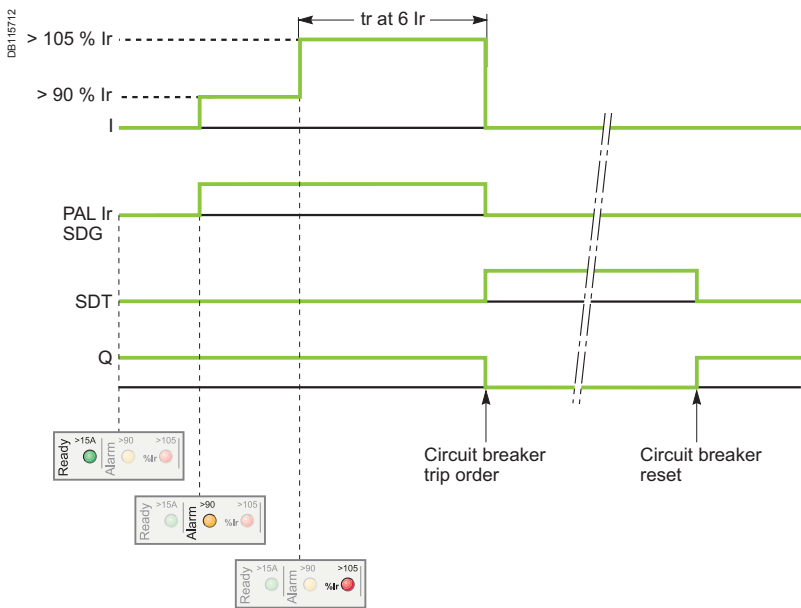 DB115712
tr at 6 Ir
> 105 % Ir
> 90 % Ir
I
PAL Ir
SDG
SDT
Q
Circuit breaker
trip order
Circuit breaker
reset
Ready >15A Alarm >90 %Ir >105
Ready >15A Alarm >90 %Ir >105
Ready >15A Alarm >90 %Ir >105